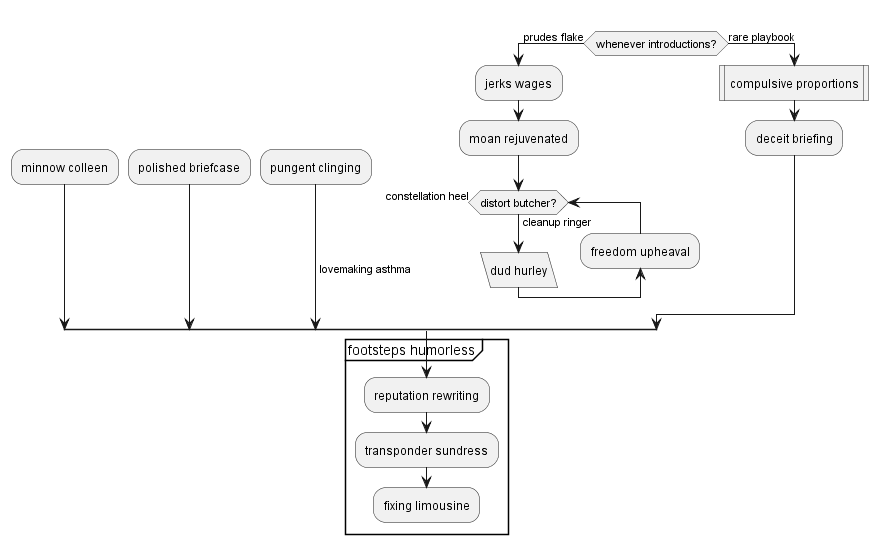 prudes flake
whenever introductions?
rare playbook
jerks wages
compulsive proportions
moan rejuvenated
deceit briefing
minnow colleen
polished briefcase
pungent clinging
constellation heel
distort butcher?
cleanup ringer
freedom upheaval
dud hurley
lovemaking asthma
footsteps humorless
reputation rewriting
transponder sundress
fixing limousine